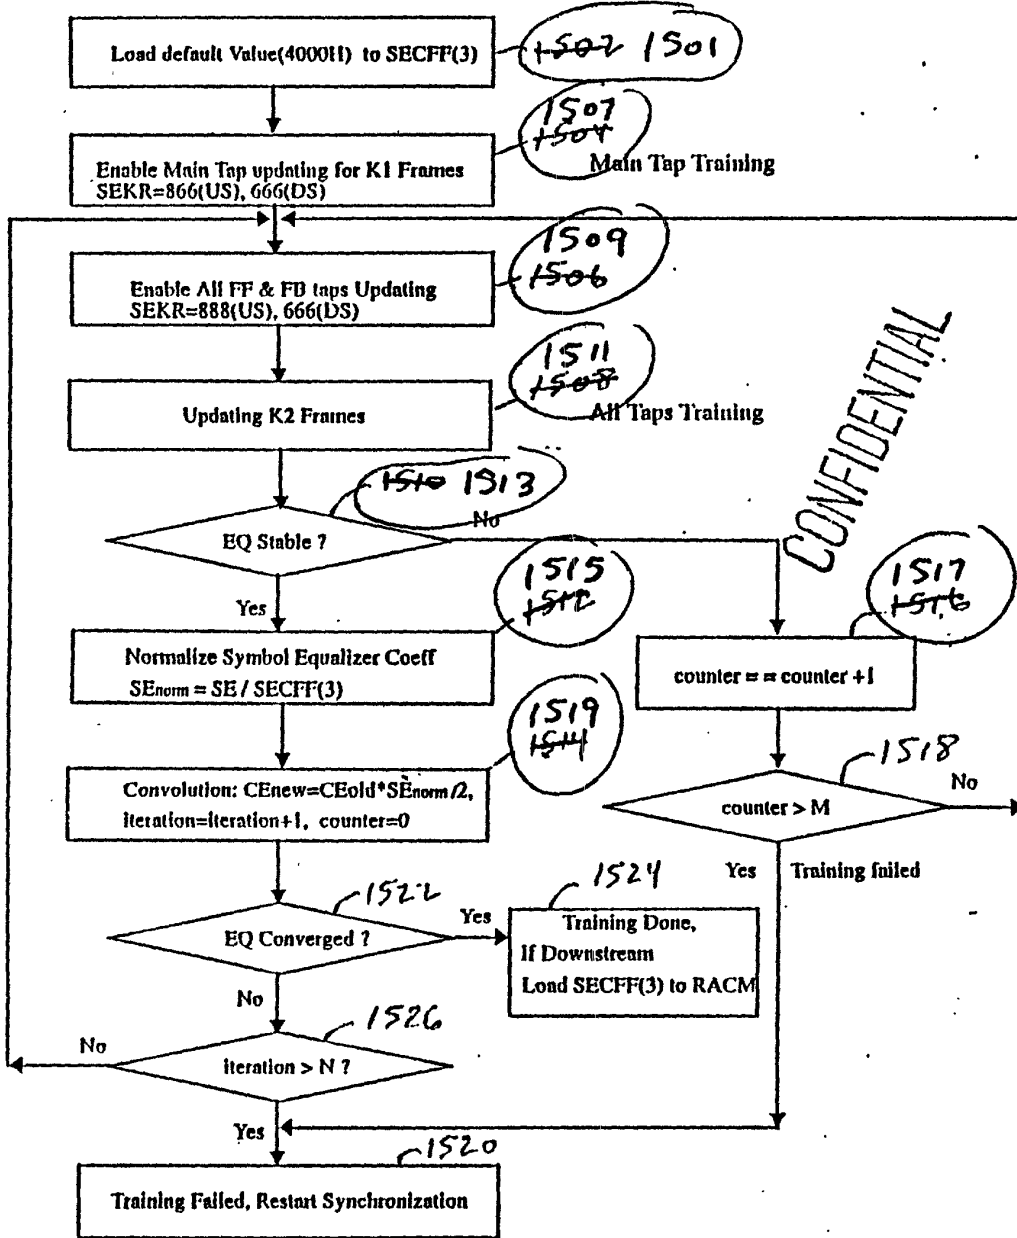 Load default Value(4000H) to SECFF(3)
1502 1501
1507
1504
Main Tap Training
Enable Main Tap updating for K1 Frames
SEKR=866(US), 666(DS)
1509
1506
Enable All FF & FB taps Updating
SEKR=888(US), 666(DS)
1511
1508
All Taps Training
Updating K2 Frames
CONFIDENTIAL
1510 1513
No
EQ Stable ?
1515
1512
1517
1516
Yes
Normalize Symbol Equalizer Coeff
SEnorm = SE / SECFF(3)
counter = = counter +1
1519
1514
1518
Convolution: CEnew=CEold*SEnorm/2,
iteration=iteration+1, counter=0
counter > M
No
Yes
Training failed
1522
1524
EQ Converged ?
Yes
Training Done,
If Downstream
Load SECFF(3) to RACM
No
1526
No
iteration > N ?
Yes
1520
Training Failed, Restart Synchronization